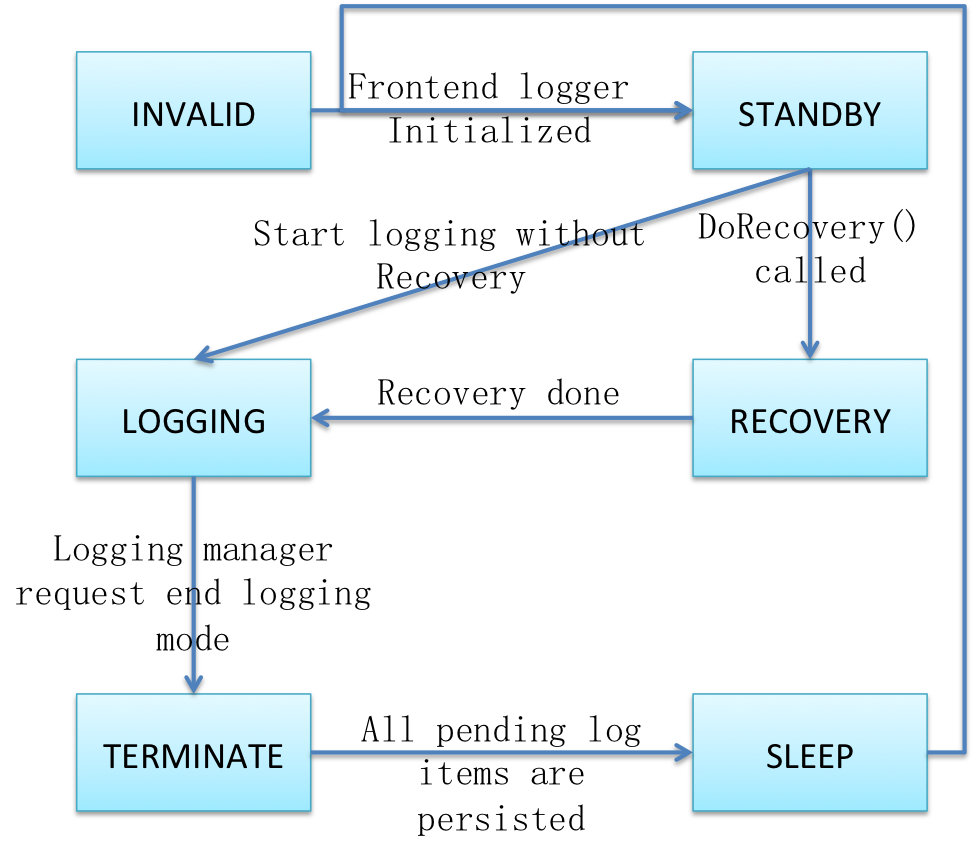 INVALID
Frontend logger
Initialized
STANDBY
Start logging without
Recovery
DoRecovery()
called
LOGGING
Recovery done
RECOVERY
Logging manager
request end logging
mode
TERMINATE
All pending log
items are
persisted
SLEEP